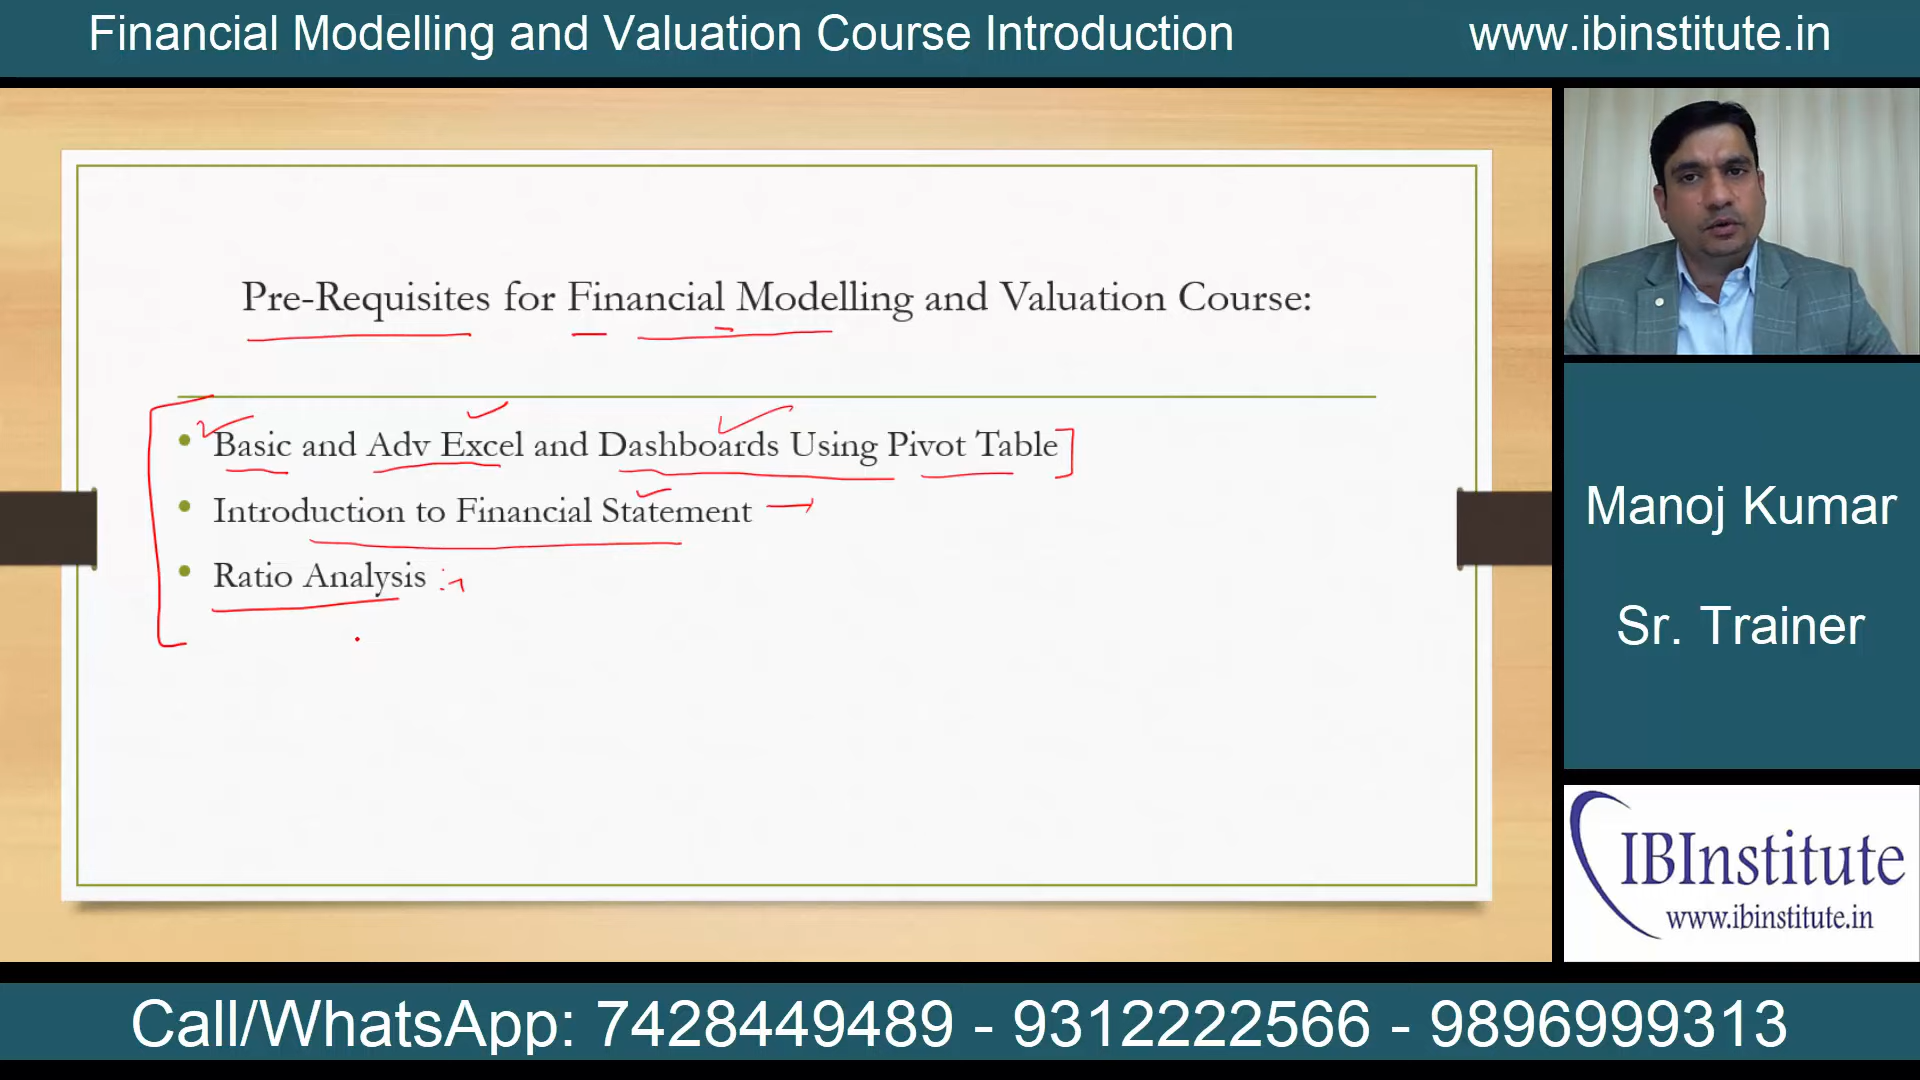 Financial Modelling and Valuation Course Introduction
www.ibinstitute.in
Pre-Requisites for Financial Modelling and Valuation Course:
• Basic and Adv Excel and Dashboards Using Pivot Table
• Introduction to Financial Statement
• Ratio Analysis
Manoj Kumar
Sr. Trainer
IBInstitute
www.ibinstitute.in
Call/WhatsApp: 7428449489 - 9312222566 - 9896999313